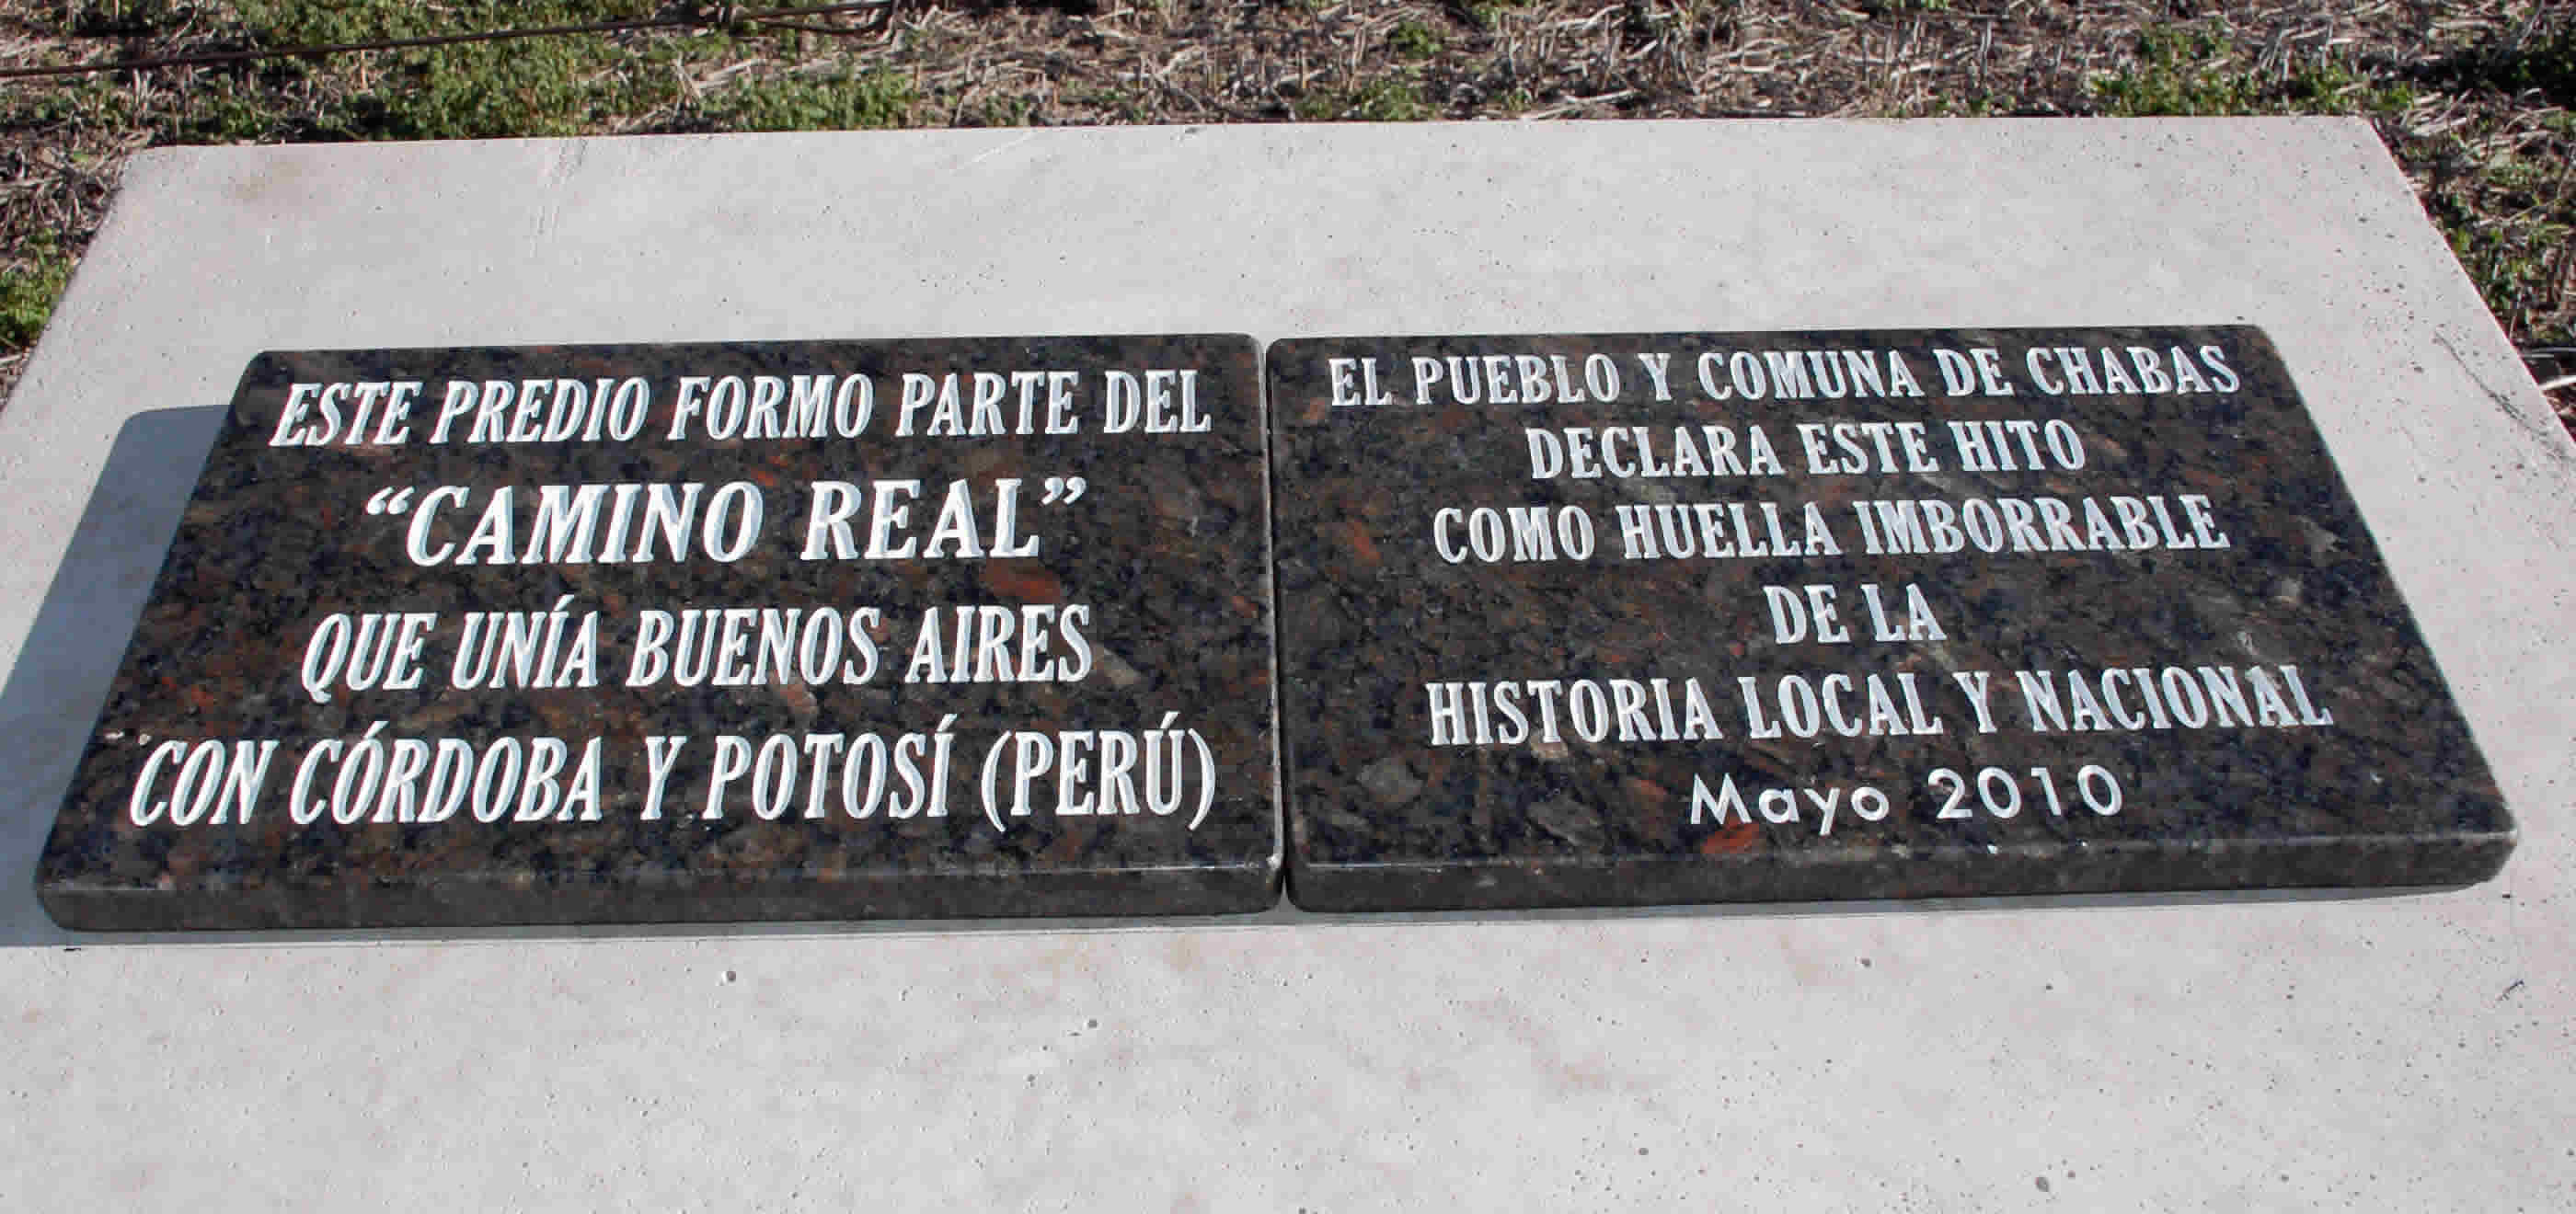 ESTE PREDIO FORMO PARTE DEL
“CAMINO REAL”
QUE UNÍA BUENOS AIRES
CON CÓRDOBA Y POTOSÍ (PERÚ)
EL PUEBLO Y COMUNA DE CHABAS
DECLARA ESTE HITO
COMO HUELLA IMBORRABLE
DE LA
HISTORIA LOCAL Y NACIONAL
Mayo 2010